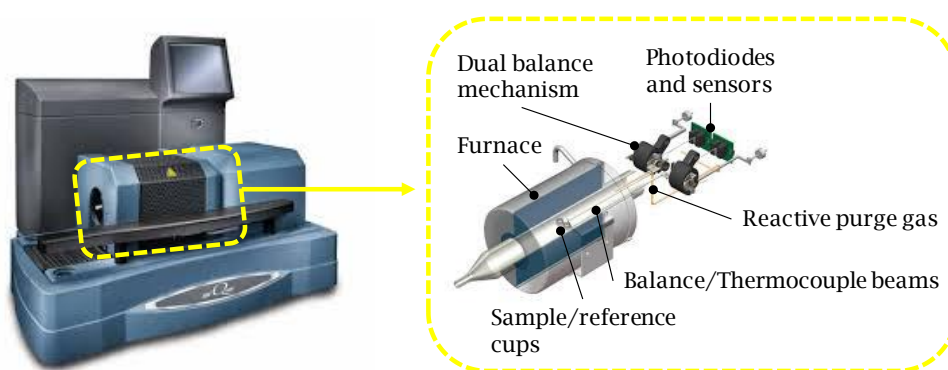 Dual balance
mechanism
Photodiodes
and sensors
Furnace
Reactive purge gas
Balance/Thermocouple beams
Sample/reference
cups